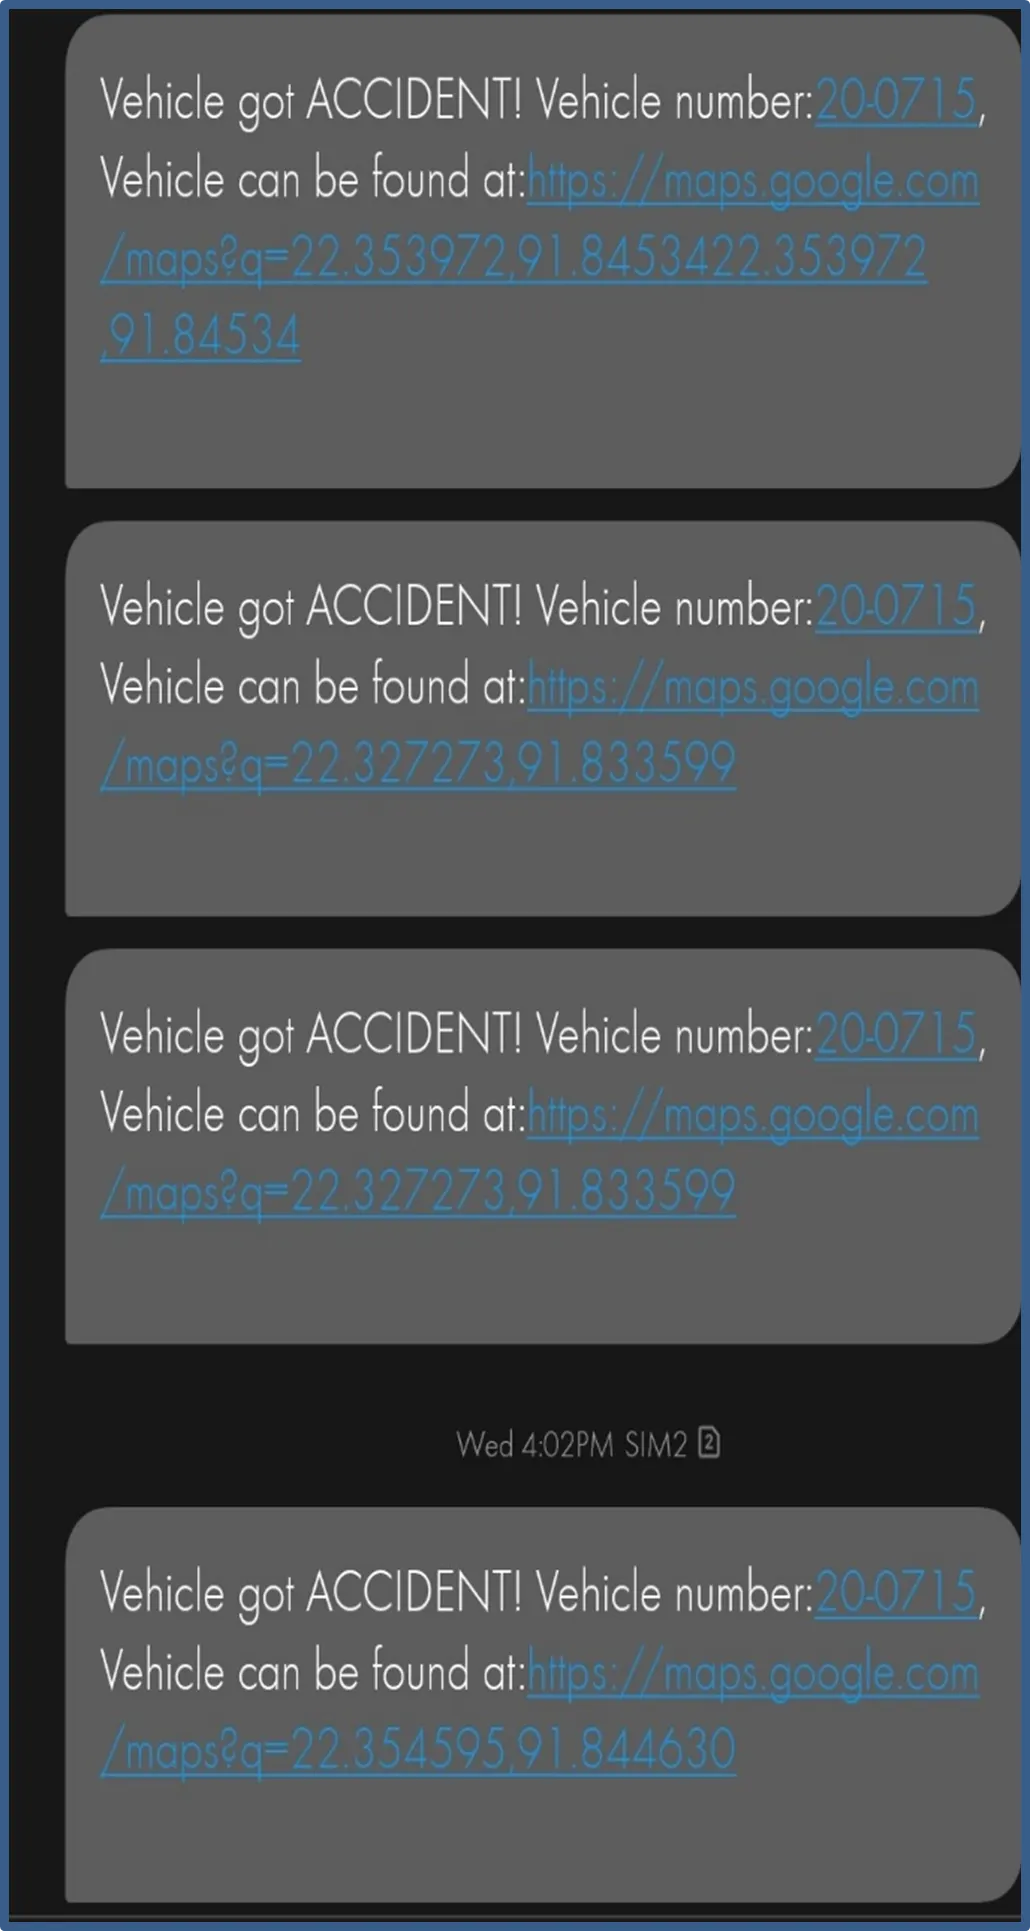 Vehicle got ACCIDENT! Vehicle number:20-0715,
Vehicle can be found at:https://maps.google.com
/maps?q=22.353972,91.8453422.353972
,91.84534
Vehicle got ACCIDENT! Vehicle number:20-0715,
Vehicle can be found at:https://maps.google.com
/maps?q=22.327273,91.833599
Vehicle got ACCIDENT! Vehicle number:20-0715,
Vehicle can be found at:https://maps.google.com
/maps?q=22.327273,91.833599
Wed 4:02PM SIM2 2
Vehicle got ACCIDENT! Vehicle number:20-0715,
Vehicle can be found at:https://maps.google.com
/maps?q=22.354595,91.844630